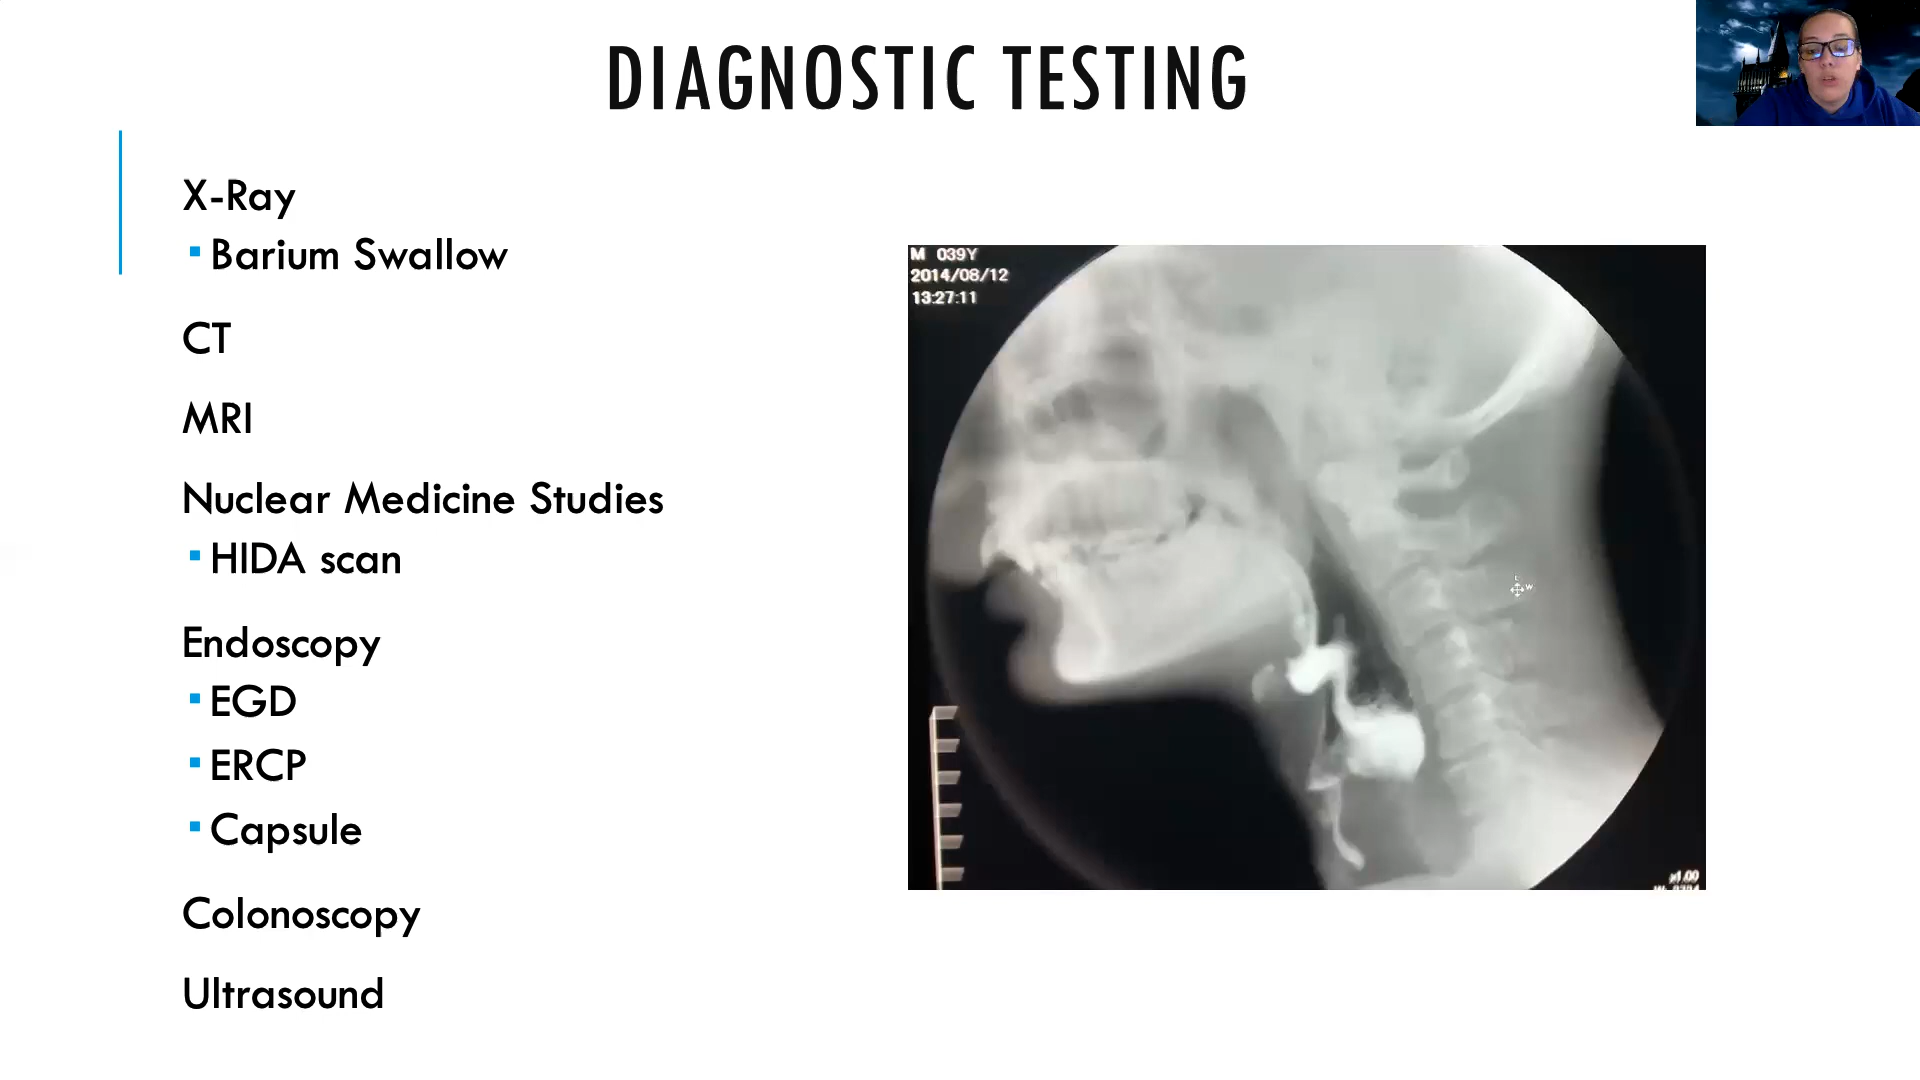 DIAGNOSTIC TESTING
X-Ray
Barium Swallow
CT
MRI
Nuclear Medicine Studies
HIDA scan
Endoscopy
EGD
ERCP
Capsule
Colonoscopy
Ultrasound
M 039Y
2014/08/12
13:27:11
L
W
x1.00